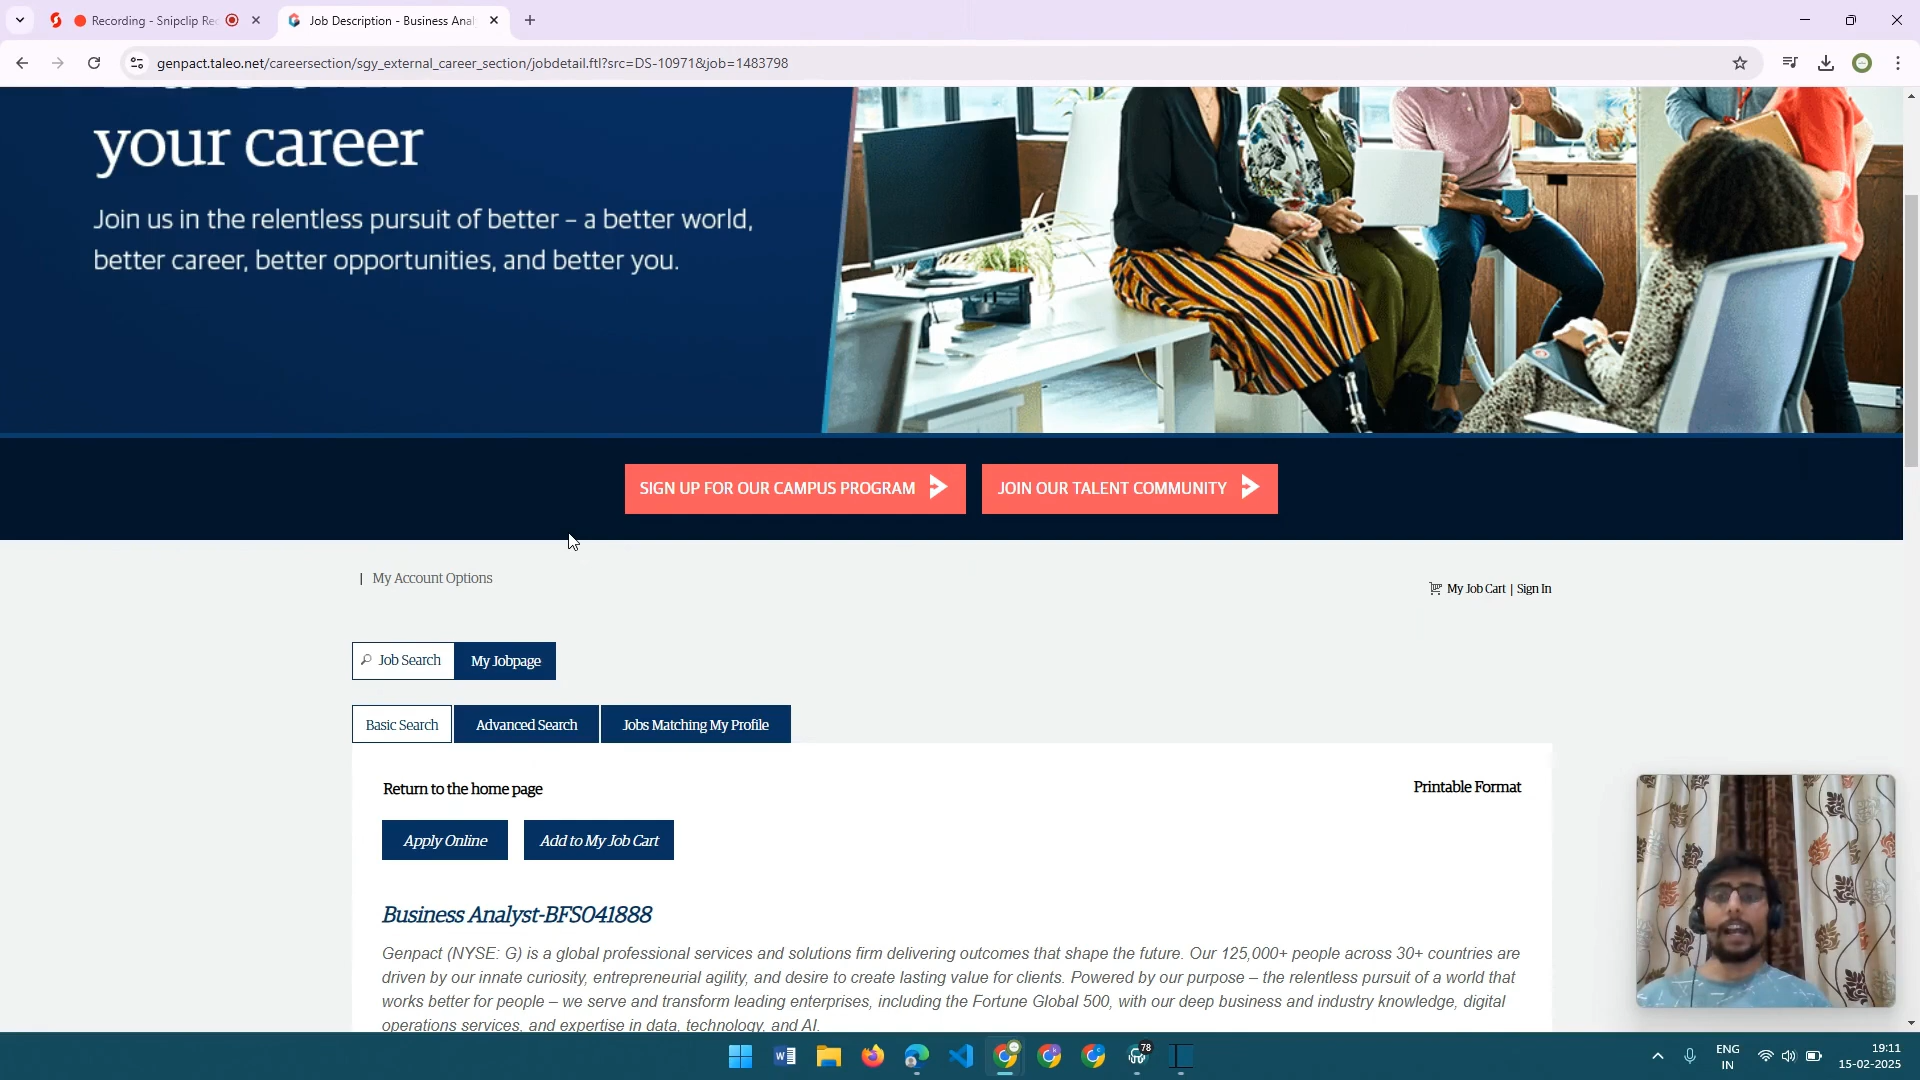 Recording - Snipclip Rec
Job Description - Business Anal
genpact.taleo.net/careersection/sgy_external_career_section/jobdetail.ftl?src=DS-10971&job=1483798
your career
Join us in the relentless pursuit of better – a better world,
better career, better opportunities, and better you.
SIGN UP FOR OUR CAMPUS PROGRAM
JOIN OUR TALENT COMMUNITY
| My Account Options
My Job Cart | Sign In
Job Search
My Jobpage
Basic Search
Advanced Search
Jobs Matching My Profile
Return to the home page
Printable Format
Apply Online
Add to My Job Cart
Business Analyst-BFS041888
Genpact (NYSE: G) is a global professional services and solutions firm delivering outcomes that shape the future. Our 125,000+ people across 30+ countries are
driven by our innate curiosity, entrepreneurial agility, and desire to create lasting value for clients. Powered by our purpose – the relentless pursuit of a world that
works better for people – we serve and transform leading enterprises, including the Fortune Global 500, with our deep business and industry knowledge, digital
operations services, and expertise in data, technology, and AI.
78
ENG
IN
19:11
15-02-2025